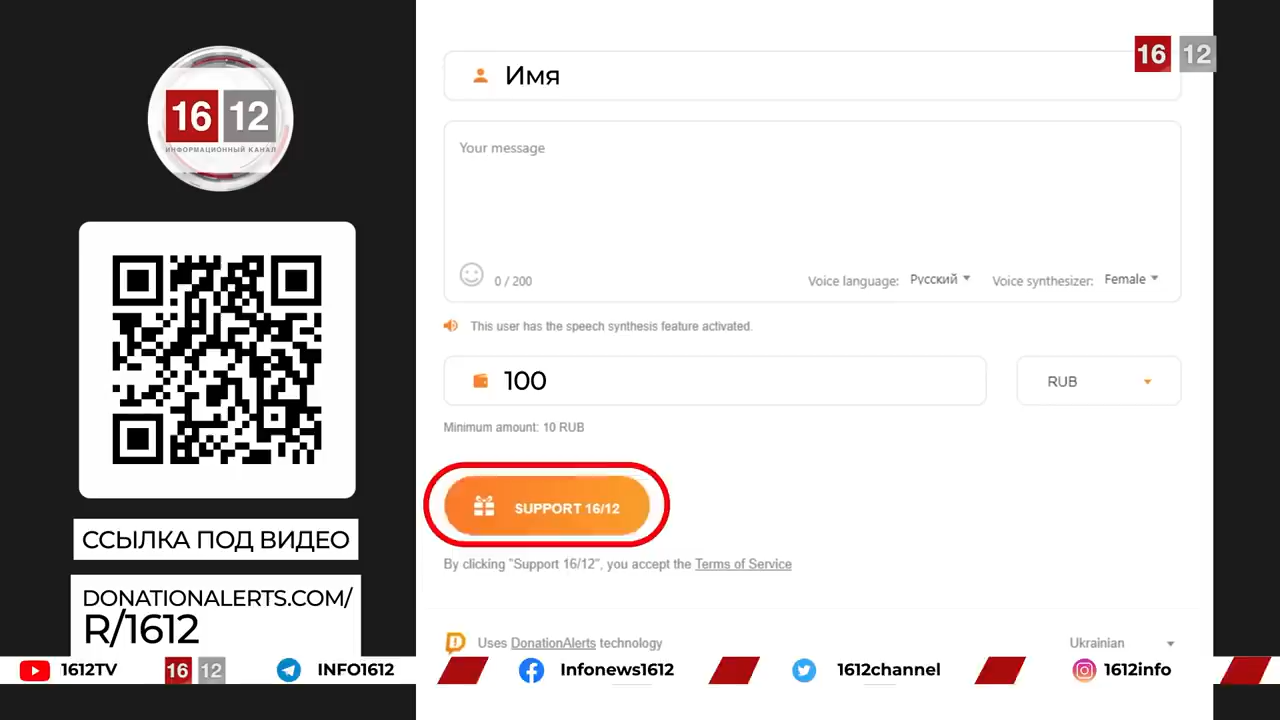 16 12
ИНФОРМАЦИОННЫЙ КАНАЛ
ССЫЛКА ПОД ВИДЕО
DONATIONALERTS.COM/
R/1612
16 12
Имя
Your message
0 / 200
Voice language: Русский
Voice synthesizer: Female
This user has the speech synthesis feature activated.
100
RUB
Minimum amount: 10 RUB
SUPPORT 16/12
By clicking "Support 16/12", you accept the Terms of Service
Uses DonationAlerts technology
Ukrainian
1612TV
16 12
INFO1612
Infonews1612
1612channel
1612info